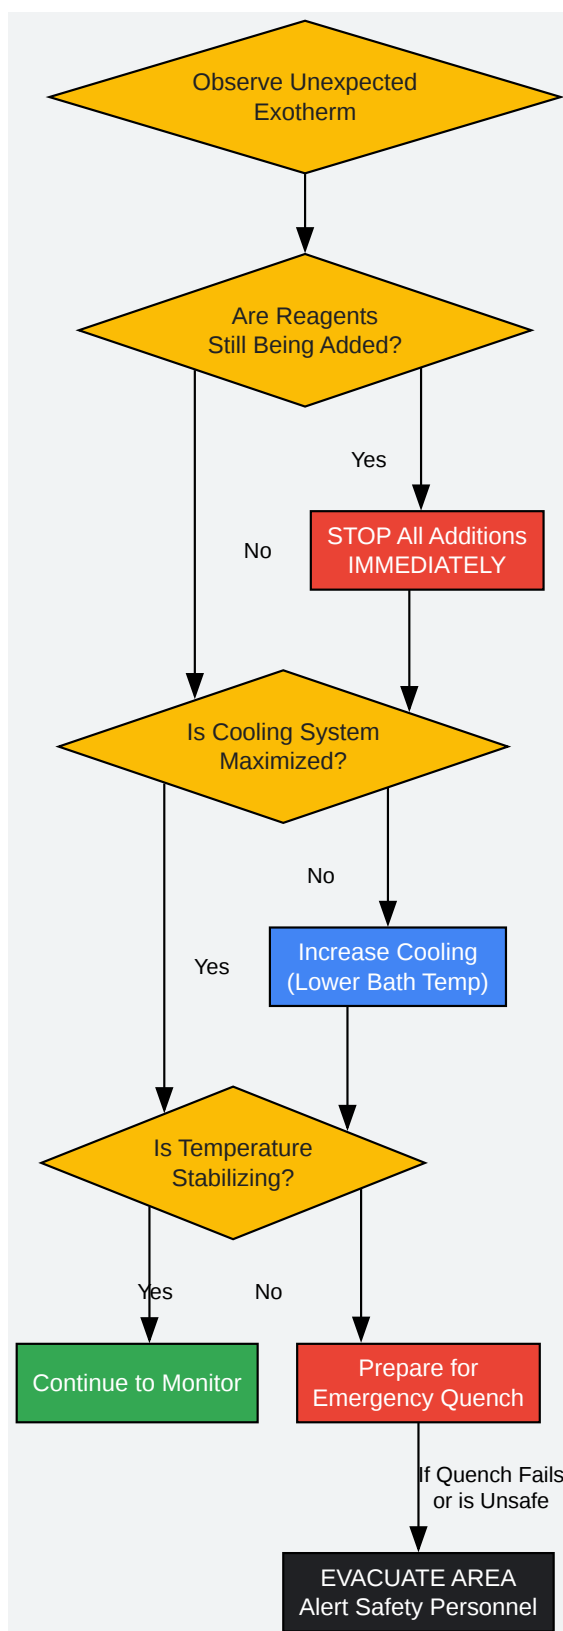 Observe Unexpected
Exotherm
Are Reagents
Still Being Added?
Yes
STOP All Additions
IMMEDIATELY
No
Is Cooling System
Maximized?
No
Increase Cooling
(Lower Bath Temp)
Yes
Is Temperature
Stabilizing?
Yes
No
Continue to Monitor
Prepare for
Emergency Quench
If Quench Fails
or is Unsafe
EVACUATE AREA
Alert Safety Personnel